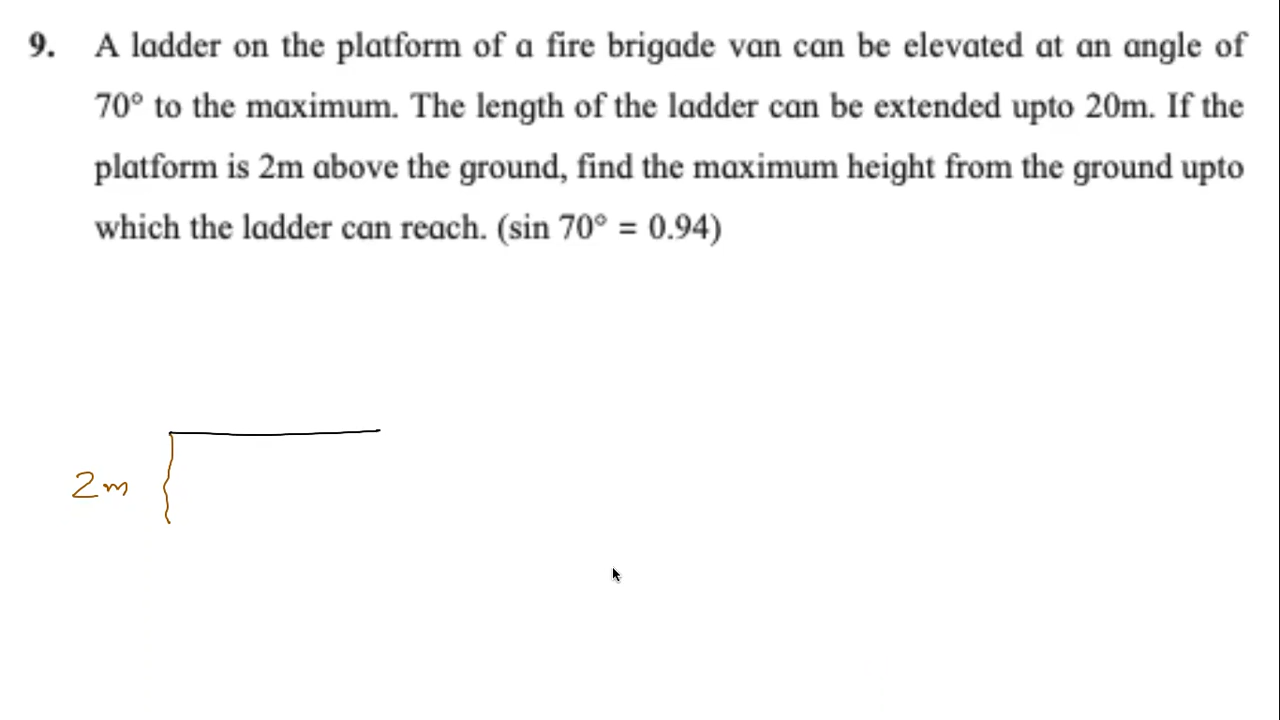 9. A ladder on the platform of a fire brigade van can be elevated at an angle of
70° to the maximum. The length of the ladder can be extended upto 20m. If the
platform is 2m above the ground, find the maximum height from the ground upto
which the ladder can reach. (sin 70° = 0.94)
2m